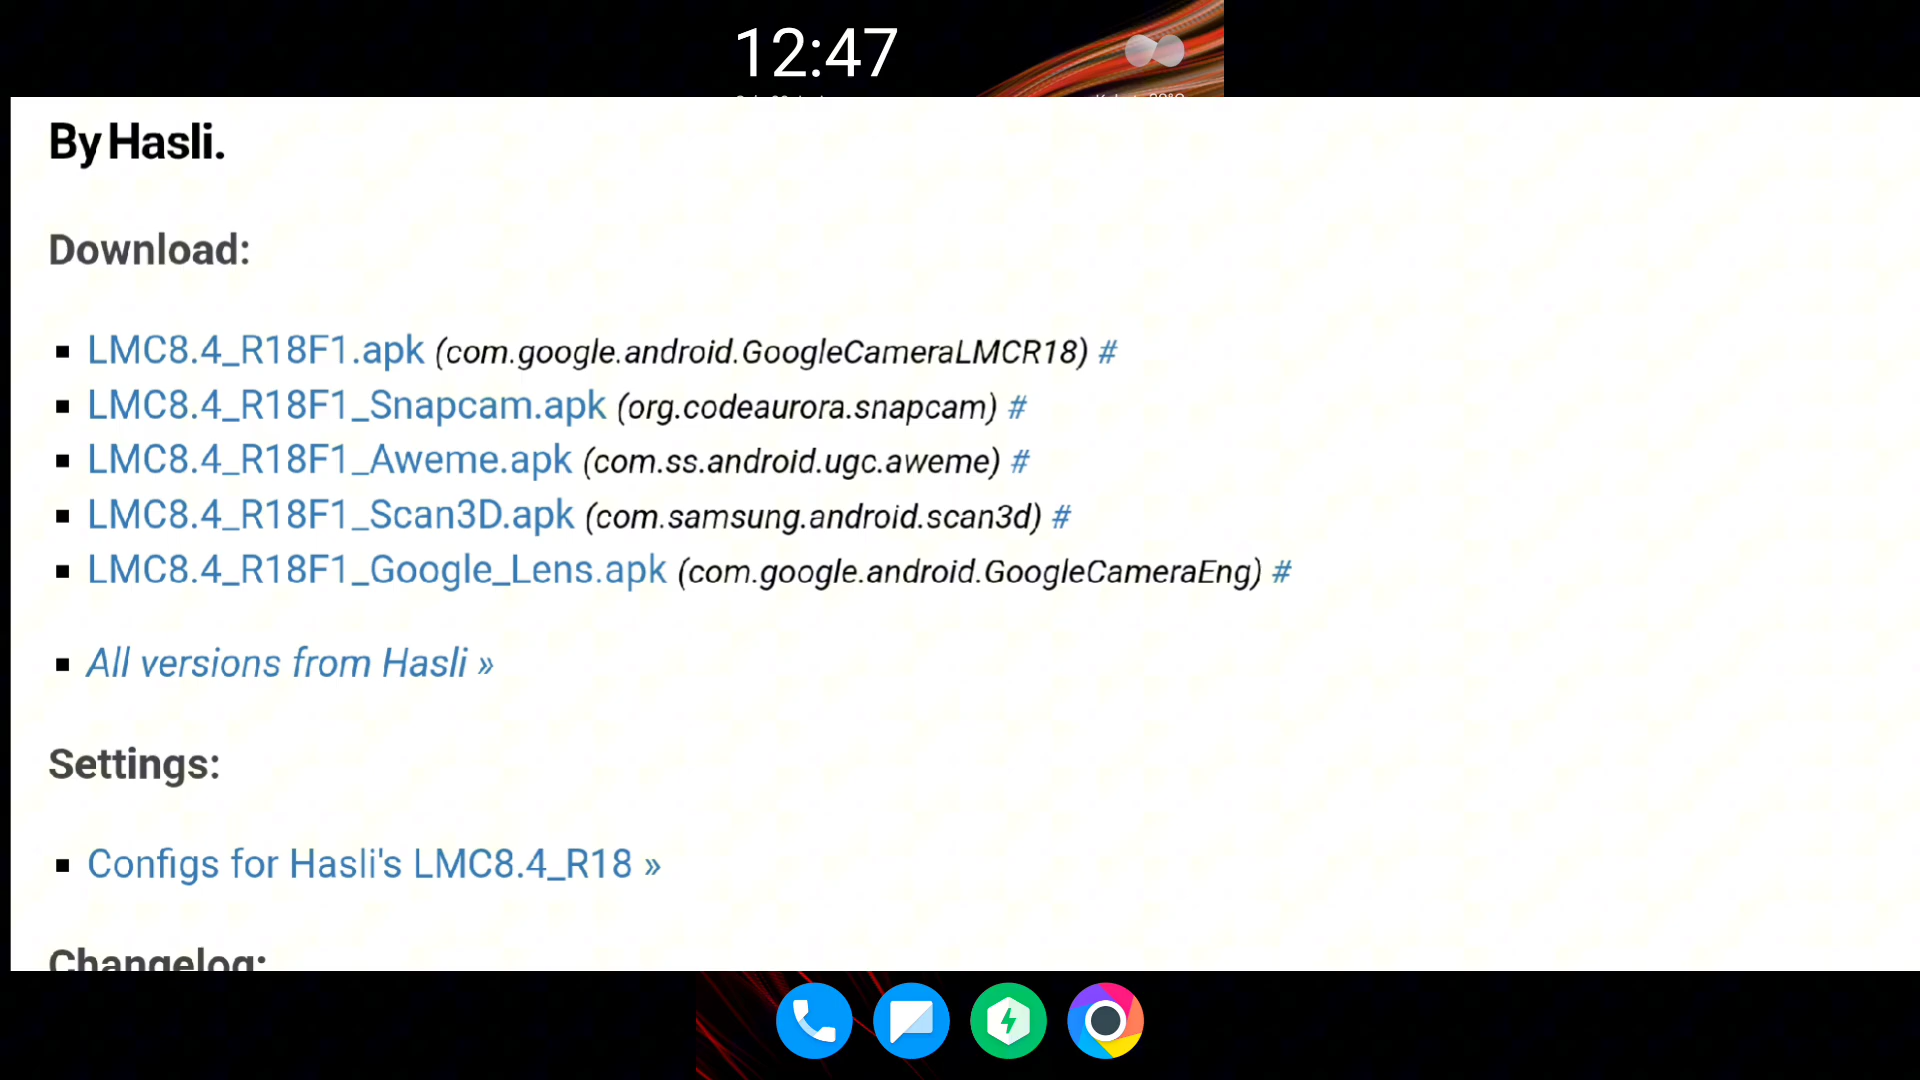 12:47
By Hasli.
Download:
LMC8.4_R18F1.apk (com.google.android.GoogleCameraLMCR18) #
LMC8.4_R18F1_Snapcam.apk (org.codeaurora.snapcam) #
LMC8.4_R18F1_Aweme.apk (com.ss.android.ugc.aweme) #
LMC8.4_R18F1_Scan3D.apk (com.samsung.android.scan3d) #
LMC8.4_R18F1_Google_Lens.apk (com.google.android.GoogleCameraEng) #
All versions from Hasli »
Settings:
Configs for Hasli's LMC8.4_R18 »
Changelog: